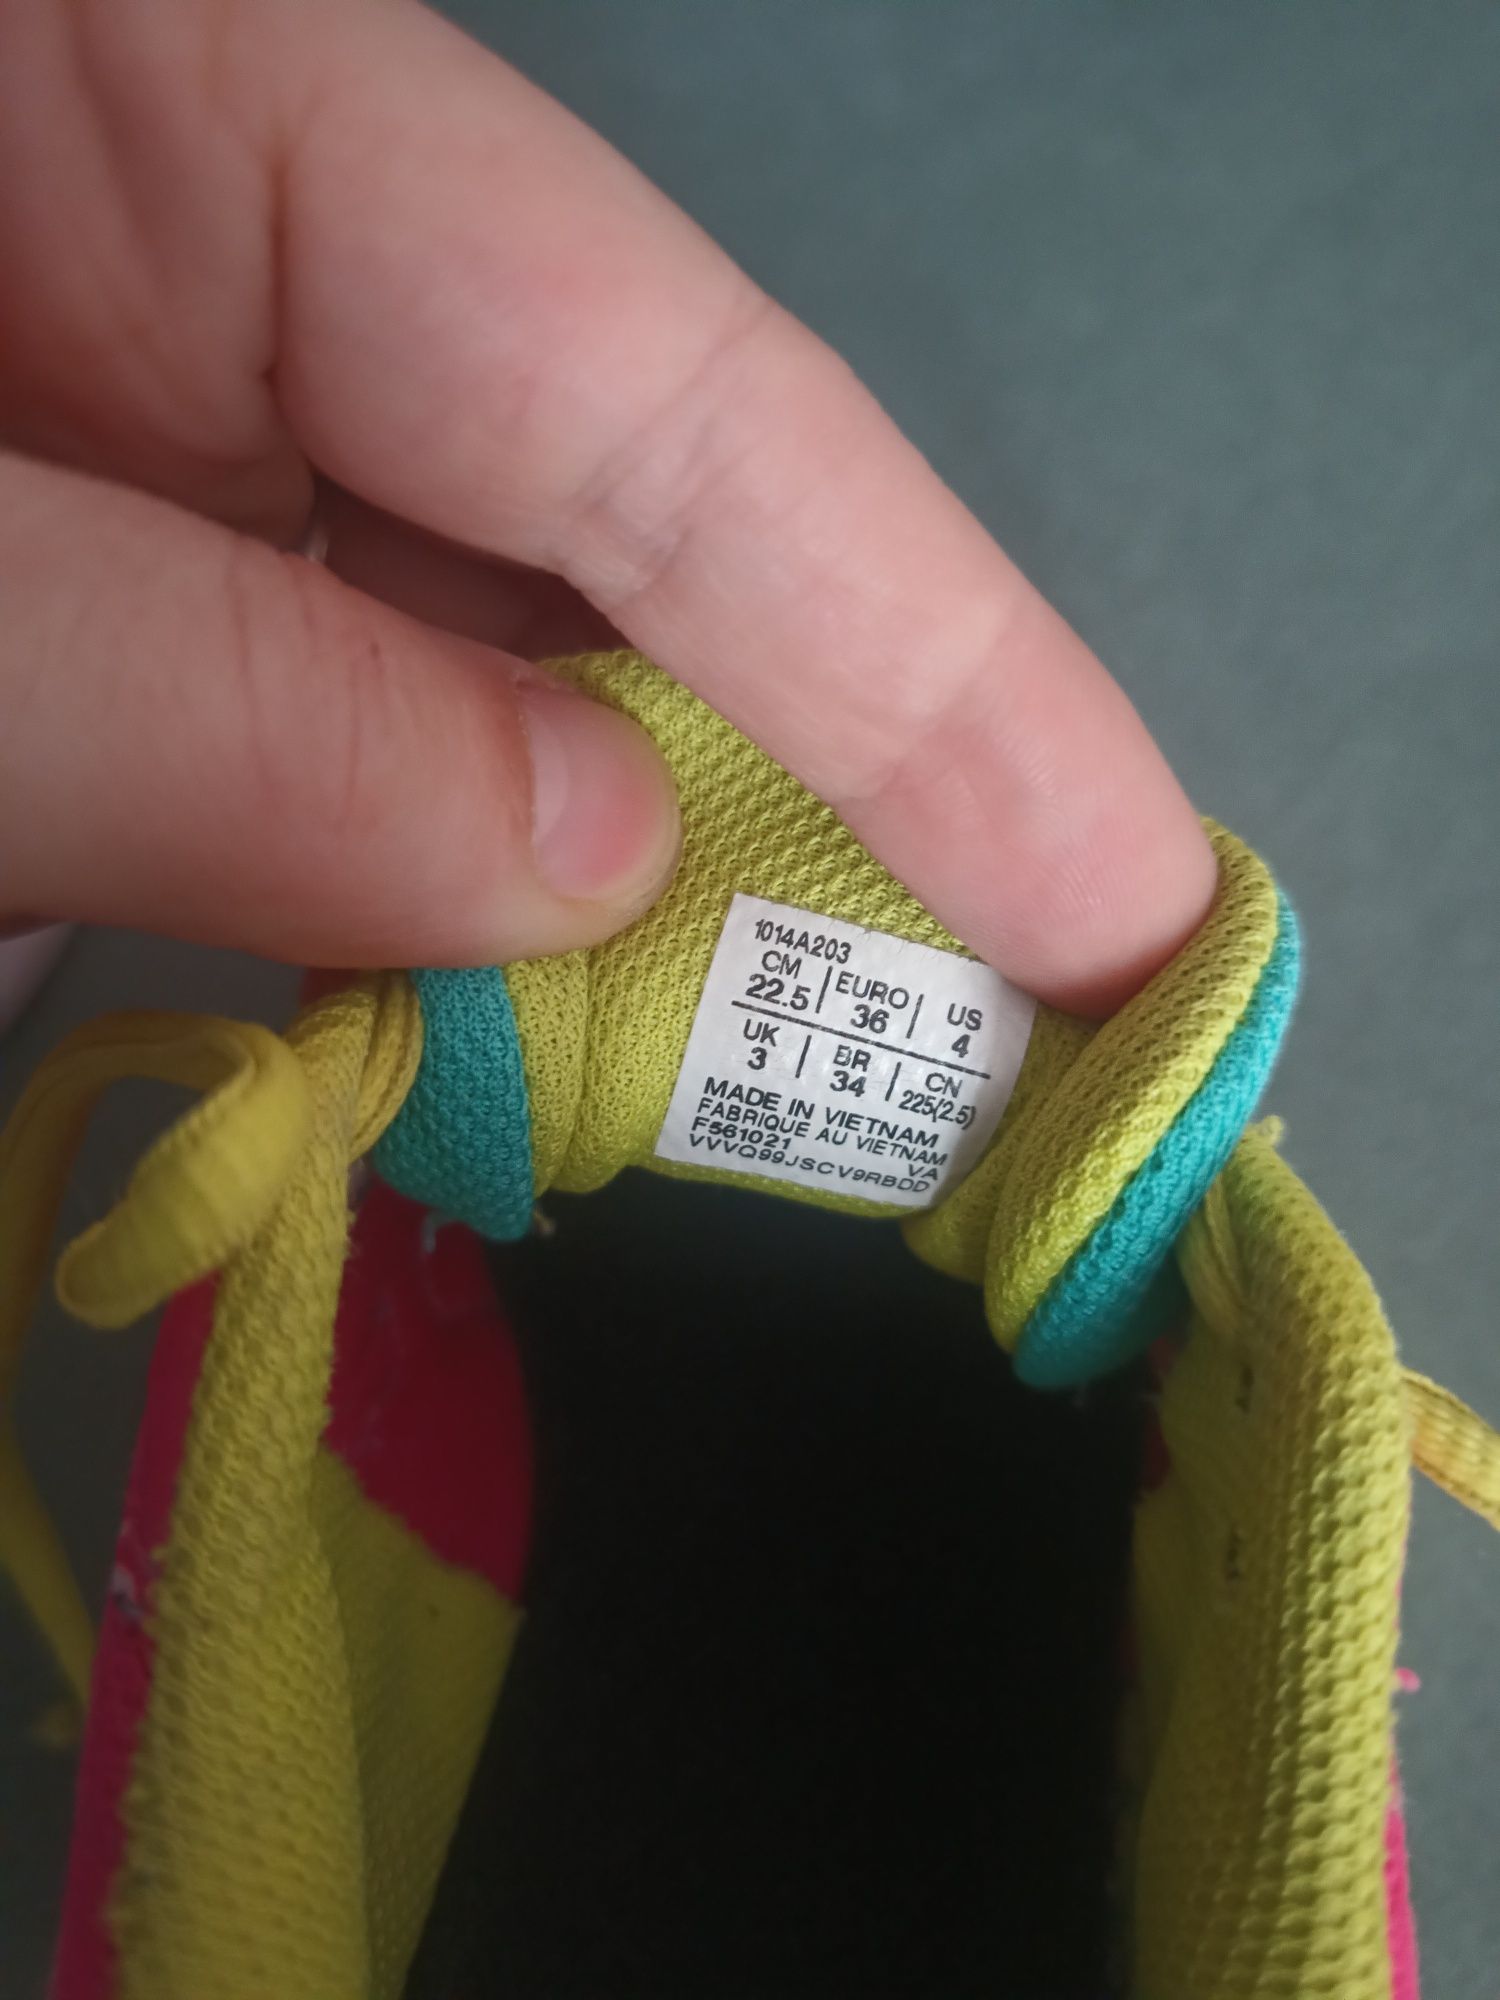 1014A203
CM | EURO | US
22.5 | 36 | 4
UK | BR | CN
3 | 34 | 225(2.5)
MADE IN VIETNAM
FABRIQUE AU VIETNAM
F561021 VA
VVVQ99JSCV9RBDD